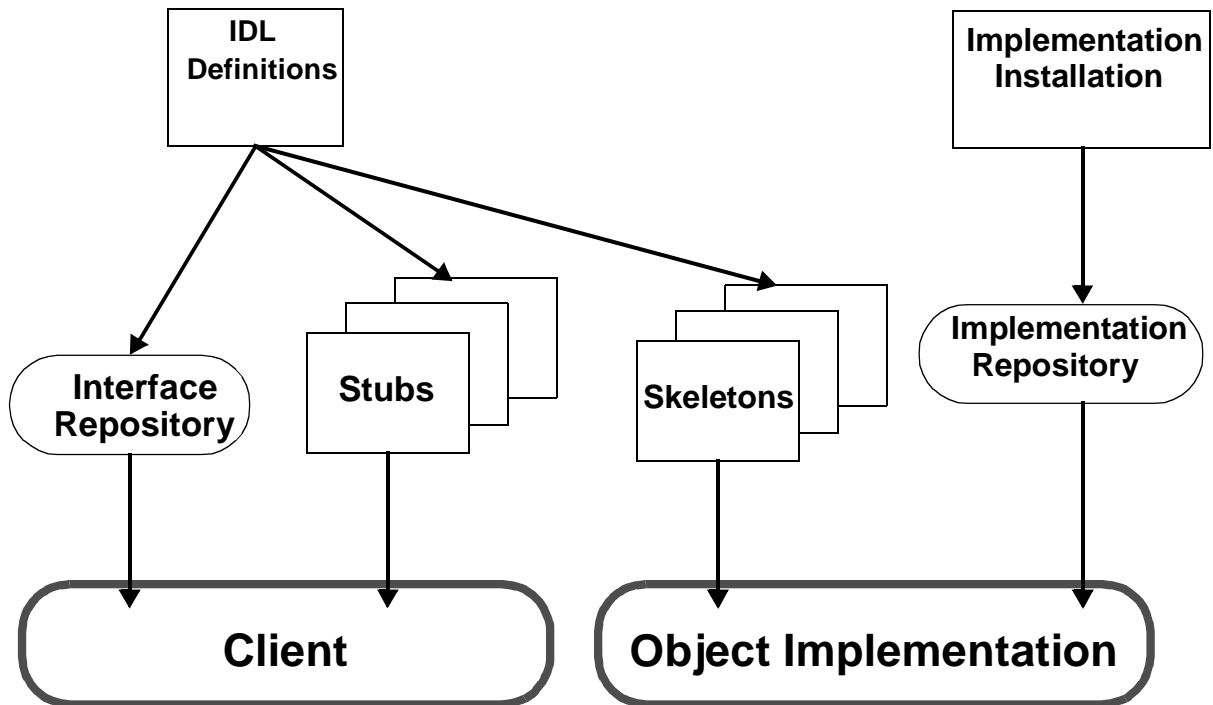 IDL
Definitions
Implementation
Installation
Interface
Repository
Stubs
Skeletons
Implementation
Repository
Client
Object Implementation